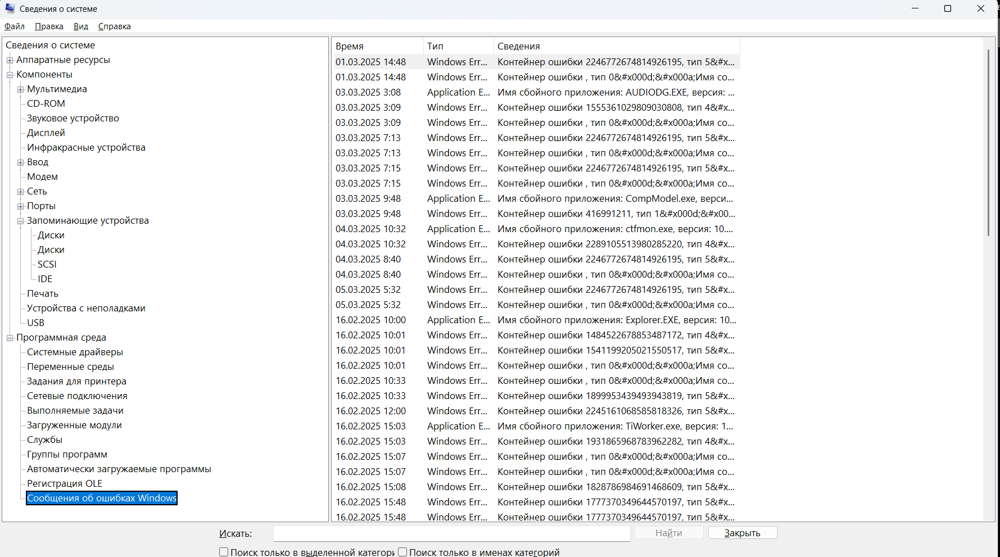 Сведения о системе
Файл Правка Вид Справка
Сведения о системе
Аппаратные ресурсы
Компоненты
Мультимедиа
CD-ROM
Звуковое устройство
Дисплей
Инфракрасные устройства
Ввод
Модем
Сеть
Порты
Запоминающие устройства
Диски
Диски
SCSI
IDE
Печать
Устройства с неполадками
USB
Программная среда
Системные драйверы
Переменные среды
Задания для принтера
Сетевые подключения
Выполняемые задачи
Загруженные модули
Службы
Группы программ
Автоматически загружаемые программы
Регистрация OLE
Сообщения об ошибках Windows
Время Тип Сведения
01.03.2025 14:48 Windows Err... Контейнер ошибки 2246772674814926195, тип 5&#x...
01.03.2025 14:48 Windows Err... Контейнер ошибки , тип 0&#x000d;&#x000a;Имя со...
03.03.2025 3:08 Application E... Имя сбойного приложения: AUDIODG.EXE, версия: ...
03.03.2025 3:09 Windows Err... Контейнер ошибки 1555361029809030808, тип 4&#x...
03.03.2025 3:09 Windows Err... Контейнер ошибки , тип 0&#x000d;&#x000a;Имя со...
03.03.2025 7:13 Windows Err... Контейнер ошибки 2246772674814926195, тип 5&#x...
03.03.2025 7:13 Windows Err... Контейнер ошибки , тип 0&#x000d;&#x000a;Имя со...
03.03.2025 7:15 Windows Err... Контейнер ошибки 2246772674814926195, тип 5&#x...
03.03.2025 7:15 Windows Err... Контейнер ошибки , тип 0&#x000d;&#x000a;Имя со...
03.03.2025 9:48 Application E... Имя сбойного приложения: CompModel.exe, верси...
03.03.2025 9:48 Windows Err... Контейнер ошибки 416991211, тип 1&#x000d;&#x00...
04.03.2025 10:32 Application E... Имя сбойного приложения: ctfmon.exe, версия: 10....
04.03.2025 10:32 Windows Err... Контейнер ошибки 2289105513980285220, тип 4&#x...
04.03.2025 8:40 Windows Err... Контейнер ошибки 2246772674814926195, тип 5&#x...
04.03.2025 8:40 Windows Err... Контейнер ошибки , тип 0&#x000d;&#x000a;Имя со...
05.03.2025 5:32 Windows Err... Контейнер ошибки 2246772674814926195, тип 5&#x...
05.03.2025 5:32 Windows Err... Контейнер ошибки , тип 0&#x000d;&#x000a;Имя со...
16.02.2025 10:00 Application E... Имя сбойного приложения: Explorer.EXE, версия: 10...
16.02.2025 10:01 Windows Err... Контейнер ошибки 1484522678853487172, тип 4&#x...
16.02.2025 10:01 Windows Err... Контейнер ошибки 1541199205021550517, тип 5&#x...
16.02.2025 10:01 Windows Err... Контейнер ошибки , тип 0&#x000d;&#x000a;Имя со...
16.02.2025 10:33 Windows Err... Контейнер ошибки , тип 0&#x000d;&#x000a;Имя со...
16.02.2025 10:33 Windows Err... Контейнер ошибки 1899953439493943819, тип 5&#x...
16.02.2025 12:00 Windows Err... Контейнер ошибки 2245161068585818326, тип 5&#x...
16.02.2025 15:03 Application E... Имя сбойного приложения: TiWorker.exe, версия: 1...
16.02.2025 15:03 Windows Err... Контейнер ошибки 1931865968783962282, тип 4&#x...
16.02.2025 15:07 Windows Err... Контейнер ошибки , тип 0&#x000d;&#x000a;Имя со...
16.02.2025 15:07 Windows Err... Контейнер ошибки , тип 0&#x000d;&#x000a;Имя со...
16.02.2025 15:08 Windows Err... Контейнер ошибки 1828786984691468609, тип 5&#x...
16.02.2025 15:48 Windows Err... Контейнер ошибки 1777370349644570197, тип 5&#x...
16.02.2025 15:48 Windows Err... Контейнер ошибки 1777370349644570197, тип 5&#x...
Искать: Найти Закрыть
Поиск только в выделенной категори Поиск только в именах категорий